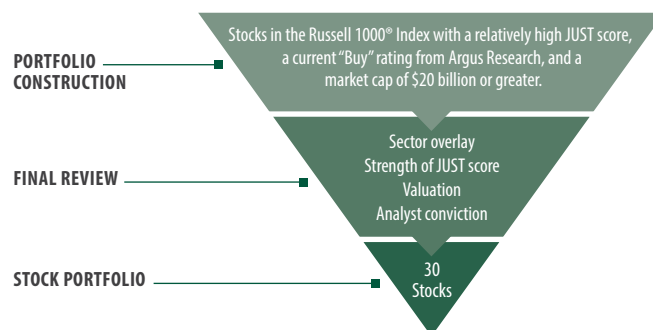 Stocks in the Russell 1000® Index with a relatively high JUST score,
a current “Buy” rating from Argus Research, and a
market cap of $20 billion or greater.
PORTFOLIO
CONSTRUCTION
Sector overlay
Strength of JUST score
Valuation
Analyst conviction
FINAL REVIEW
30
Stocks
STOCK PORTFOLIO